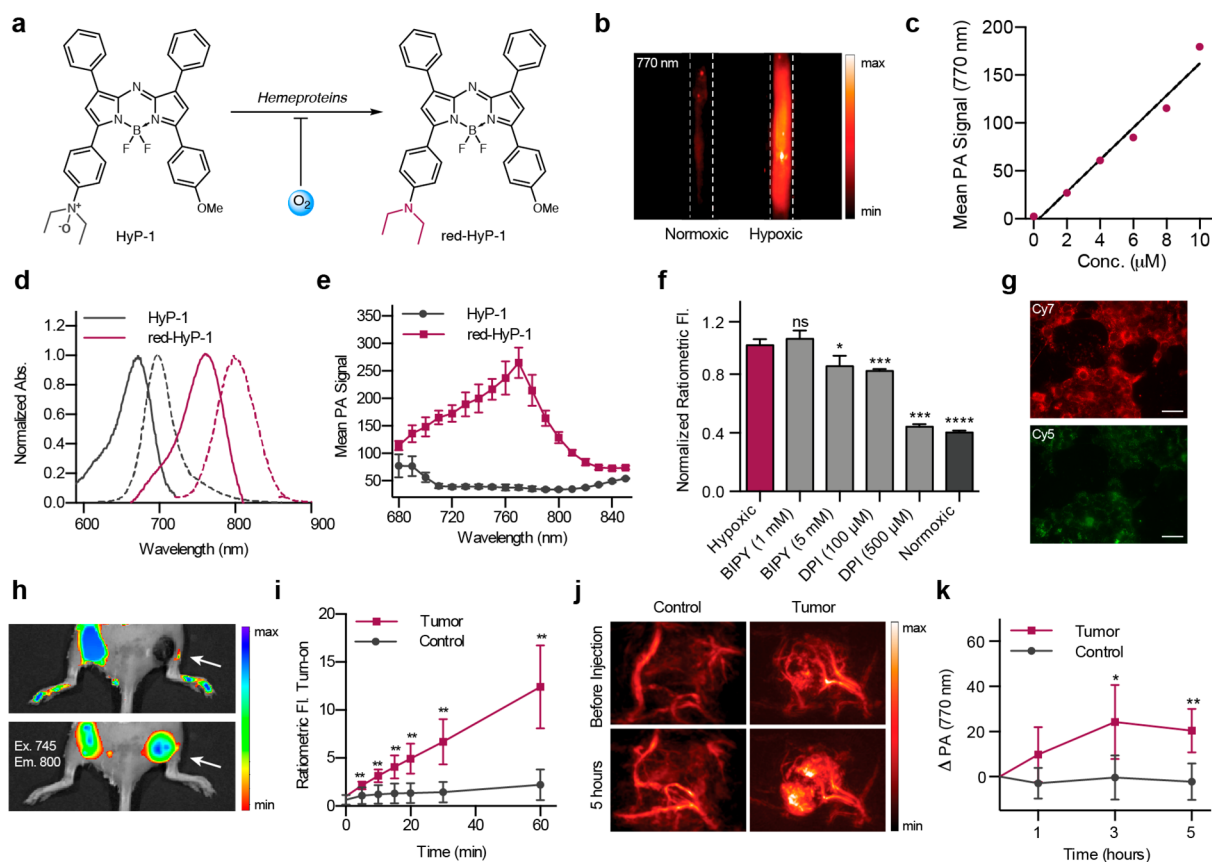 a
N
N
N
B
F
F
N+
-O
OMe
HyP-1
Hemeproteins
O2
N
N
N
B
F
F
N
OMe
red-HyP-1
b
770 nm
max
min
Normoxic
Hypoxic
c
Mean PA Signal (770 nm)
200
150
100
50
0
0
2
4
6
8
10
Conc. (μM)
d
HyP-1
red-HyP-1
Normalized Abs.
1.2
1.0
0.8
0.6
0.4
0.2
0.0
600
700
800
900
Wavelength (nm)
e
HyP-1
red-HyP-1
Mean PA Signal
350
300
250
200
150
100
50
680
720
760
800
840
Wavelength (nm)
f
Normalized Ratiometric Fl.
1.2
0.8
0.4
0.0
ns
*
***
***
****
Hypoxic
BIPY (1 mM)
BIPY (5 mM)
DPI (100 μM)
DPI (500 μM)
Normoxic
g
Cy7
Cy5
h
Ex. 745
Em. 800
max
min
i
Tumor
Control
Ratiometric Fl. Turn-on
20
15
10
5
0
**
**
**
**
**
**
0
20
40
60
Time (min)
j
Control
Tumor
Before Injection
5 hours
max
min
k
Tumor
Control
Δ PA (770 nm)
60
40
20
0
*
**
1
3
5
Time (hours)